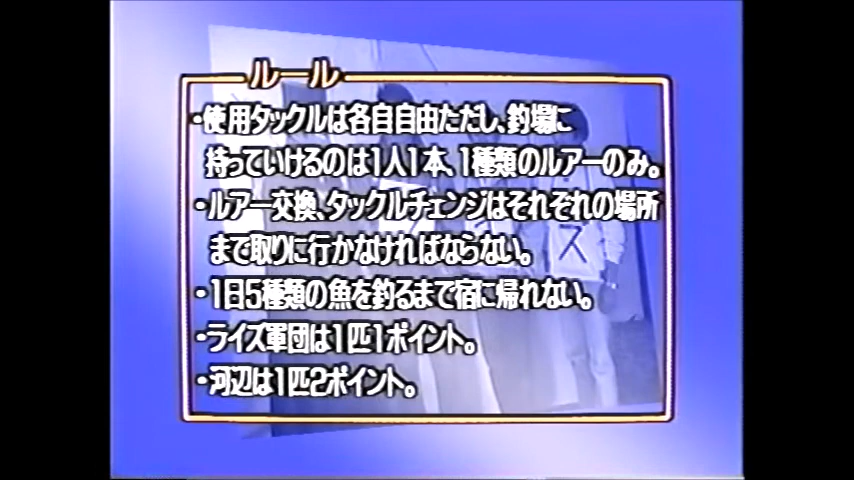 ルール
・使用タックルは各自自由ただし、釣場に
持っていけるのは1人1本、1種類のルアーのみ。
・ルアー交換、タックルチェンジはそれぞれの場所
まで取りに行かなければならない。
・1日5種類の魚を釣るまで宿に帰れない。
・ライズ軍団は1匹1ポイント。
・河辺は1匹2ポイント。
ス